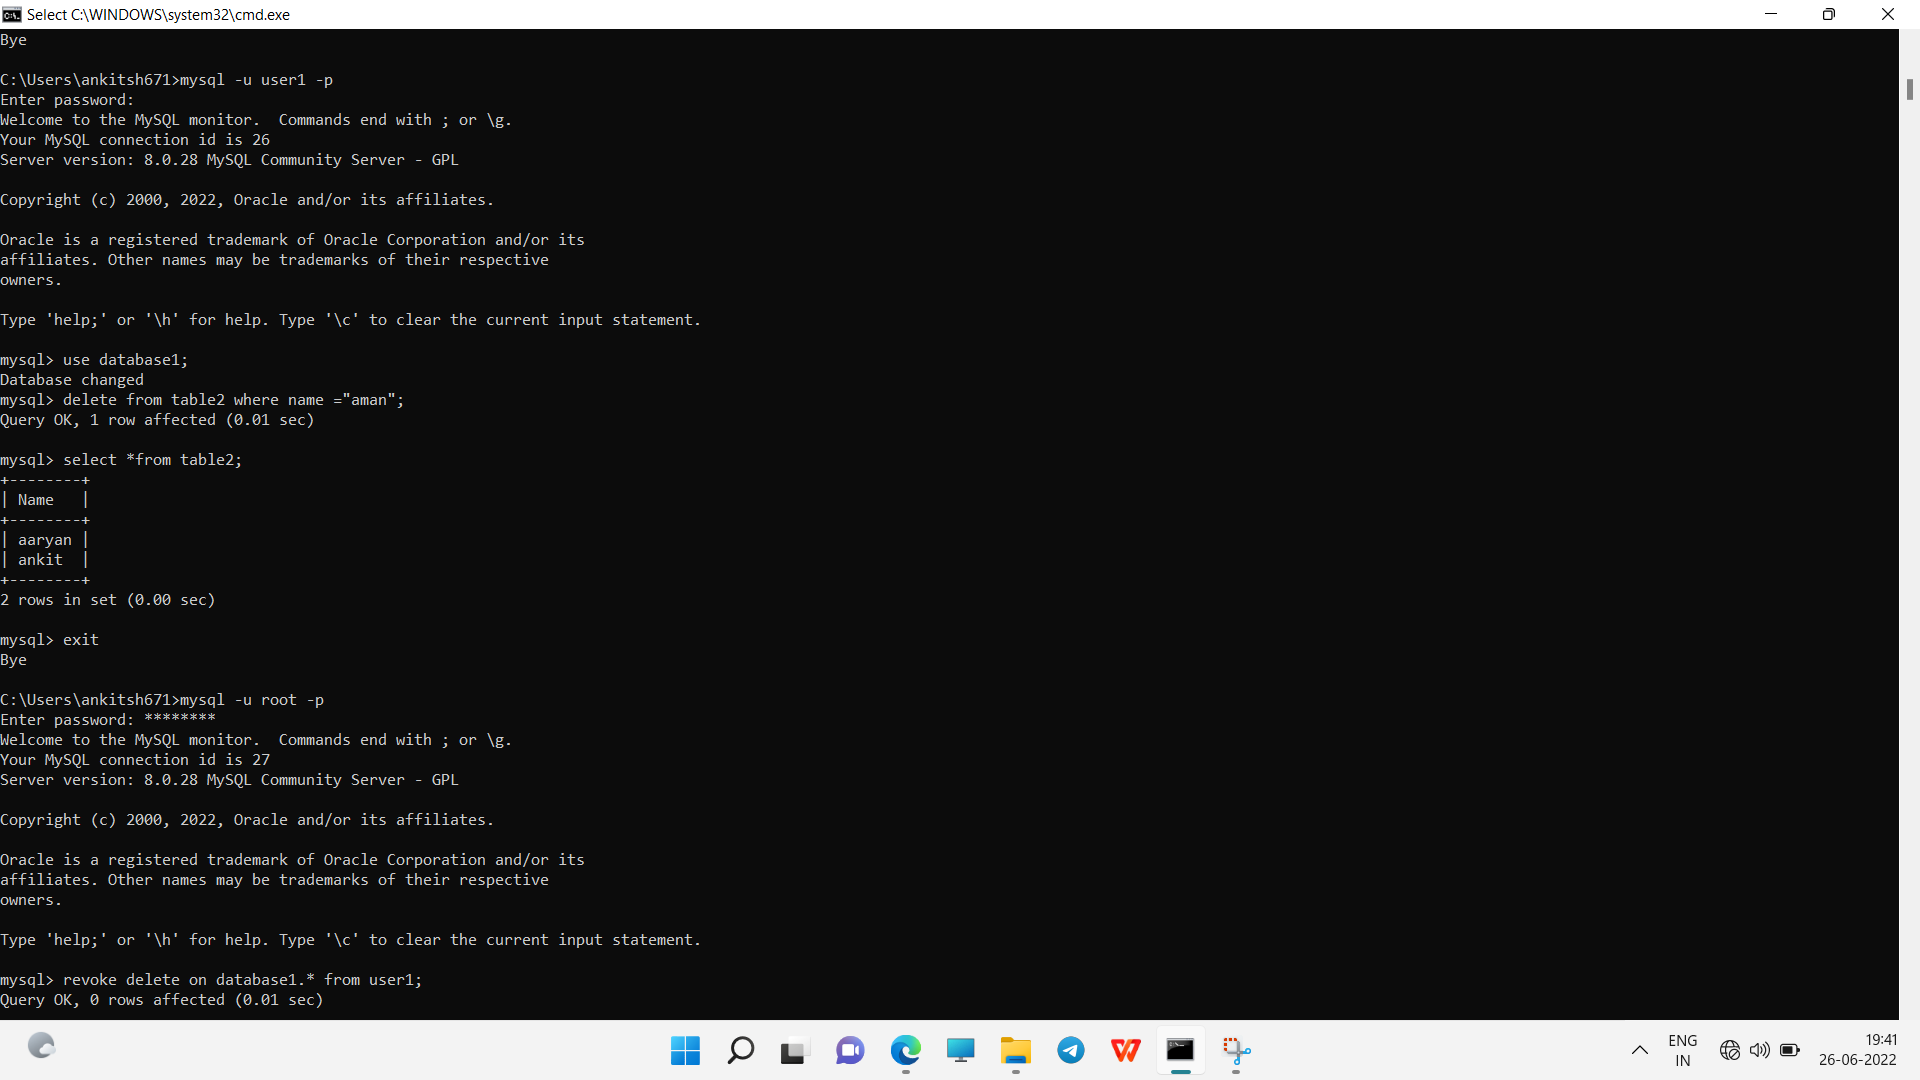 Select C:\WINDOWS\system32\cmd.exe
Bye
C:\Users\ankitsh671>mysql -u user1 -p
Enter password:
Welcome to the MySQL monitor.  Commands end with ; or \g.
Your MySQL connection id is 26
Server version: 8.0.28 MySQL Community Server - GPL
Copyright (c) 2000, 2022, Oracle and/or its affiliates.
Oracle is a registered trademark of Oracle Corporation and/or its
affiliates. Other names may be trademarks of their respective
owners.
Type 'help;' or '\h' for help. Type '\c' to clear the current input statement.
mysql> use database1;
Database changed
mysql> delete from table2 where name ="aman";
Query OK, 1 row affected (0.01 sec)
mysql> select *from table2;
+--------+
| Name   |
+--------+
| aaryan |
| ankit  |
+--------+
2 rows in set (0.00 sec)
mysql> exit
Bye
C:\Users\ankitsh671>mysql -u root -p
Enter password: ********
Welcome to the MySQL monitor.  Commands end with ; or \g.
Your MySQL connection id is 27
Server version: 8.0.28 MySQL Community Server - GPL
Copyright (c) 2000, 2022, Oracle and/or its affiliates.
Oracle is a registered trademark of Oracle Corporation and/or its
affiliates. Other names may be trademarks of their respective
owners.
Type 'help;' or '\h' for help. Type '\c' to clear the current input statement.
mysql> revoke delete on database1.* from user1;
Query OK, 0 rows affected (0.01 sec)
ENG
IN
19:41
26-06-2022